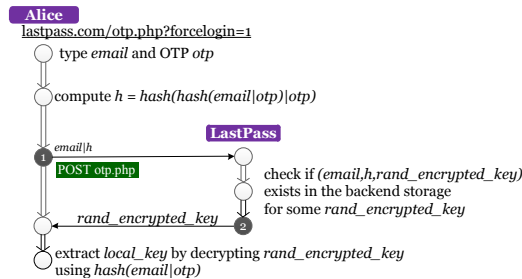 Alice
lastpass.com/otp.php?forcelogin=1
type email and OTP otp
compute h = hash(hash(email|otp)|otp)
LastPass
email|h
1
POST otp.php
check if (email,h,rand_encrypted_key)
exists in the backend storage
for some rand_encrypted_key
rand_encrypted_key
2
extract local_key by decrypting rand_encrypted_key
using hash(email|otp)